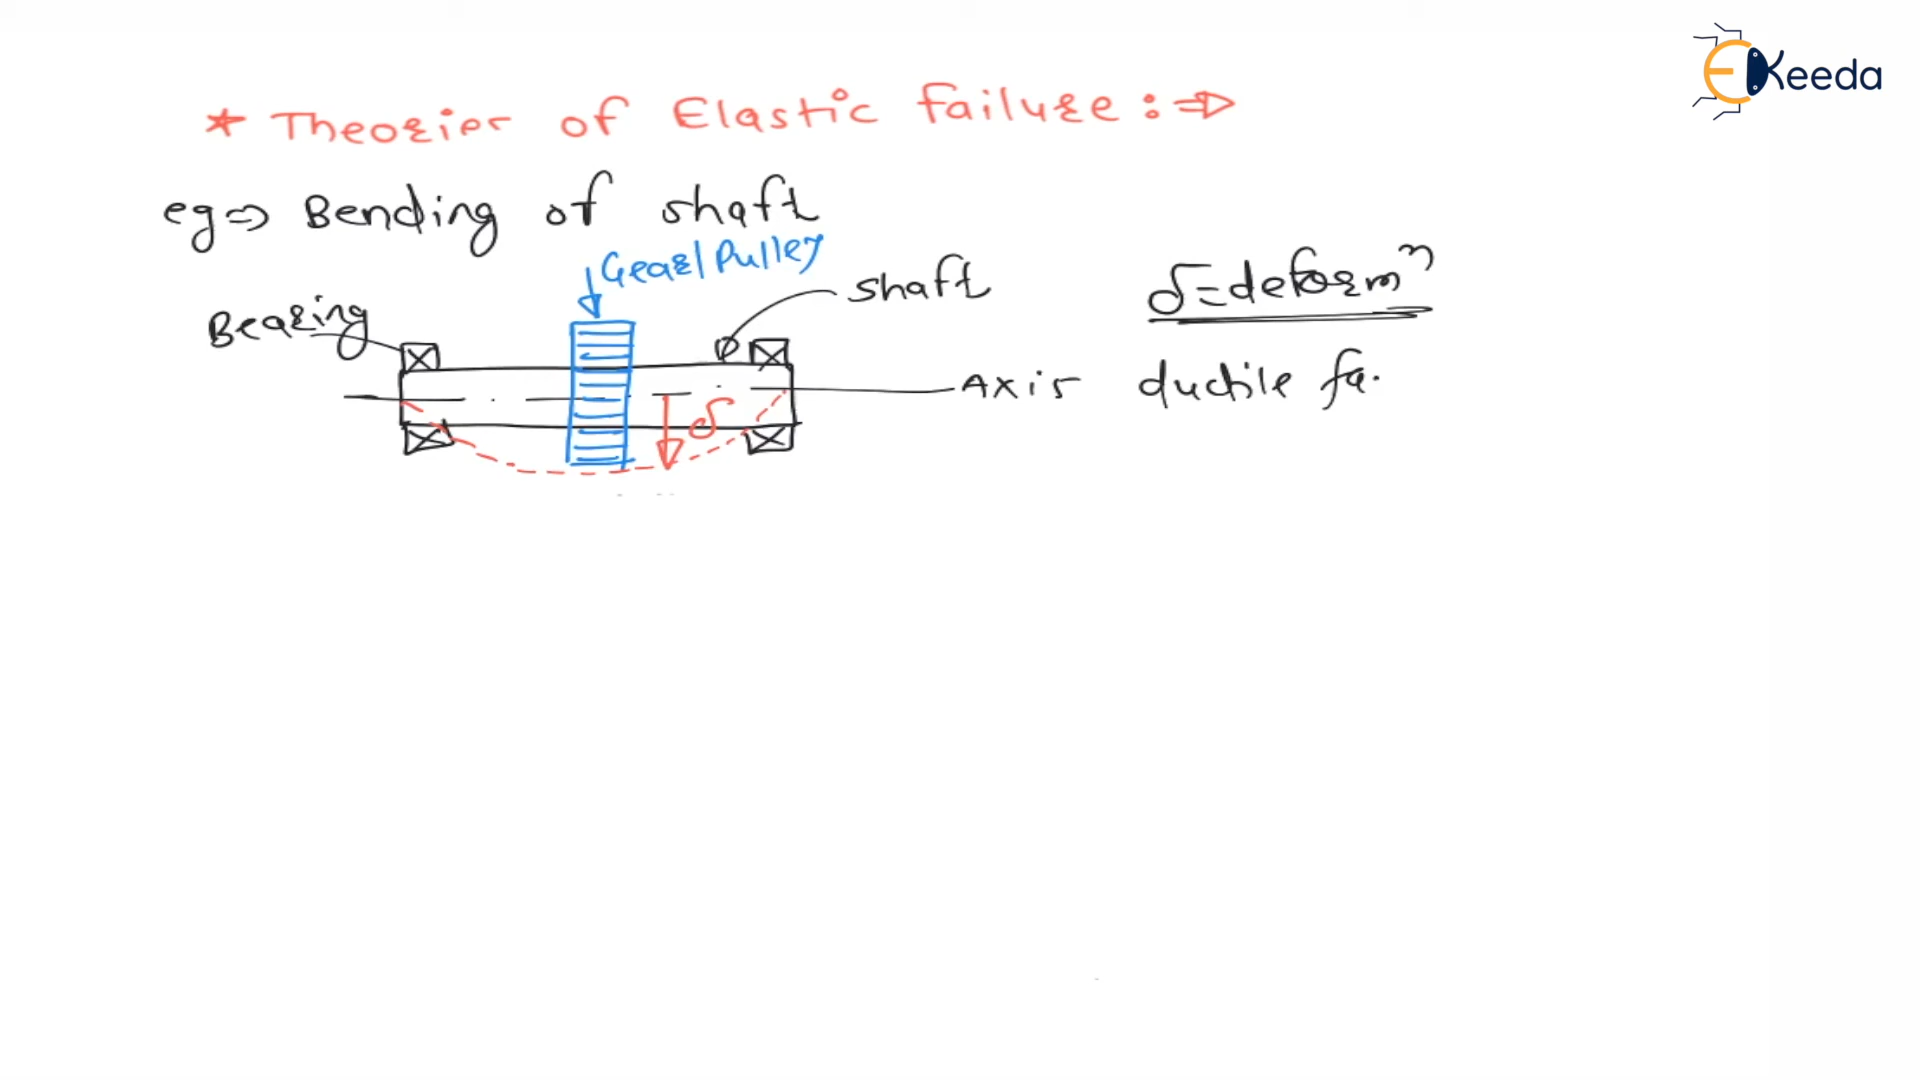 EKeeda
* Theories of Elastic Failure :⇒
eg⇒ Bending of shaft
Gear/Pulley
shaft
δ=deformⁿ
Bearing
Axis
ductile fa.
δ